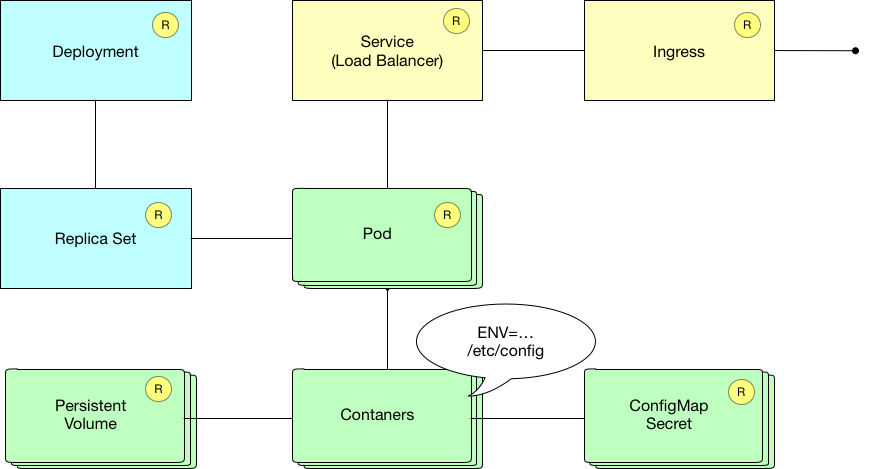 Deployment
R
Service
(Load Balancer)
R
Ingress
R
Replica Set
R
Pod
R
ENV=...
/etc/config
Persistent
Volume
R
Contaners
ConfigMap
Secret
R